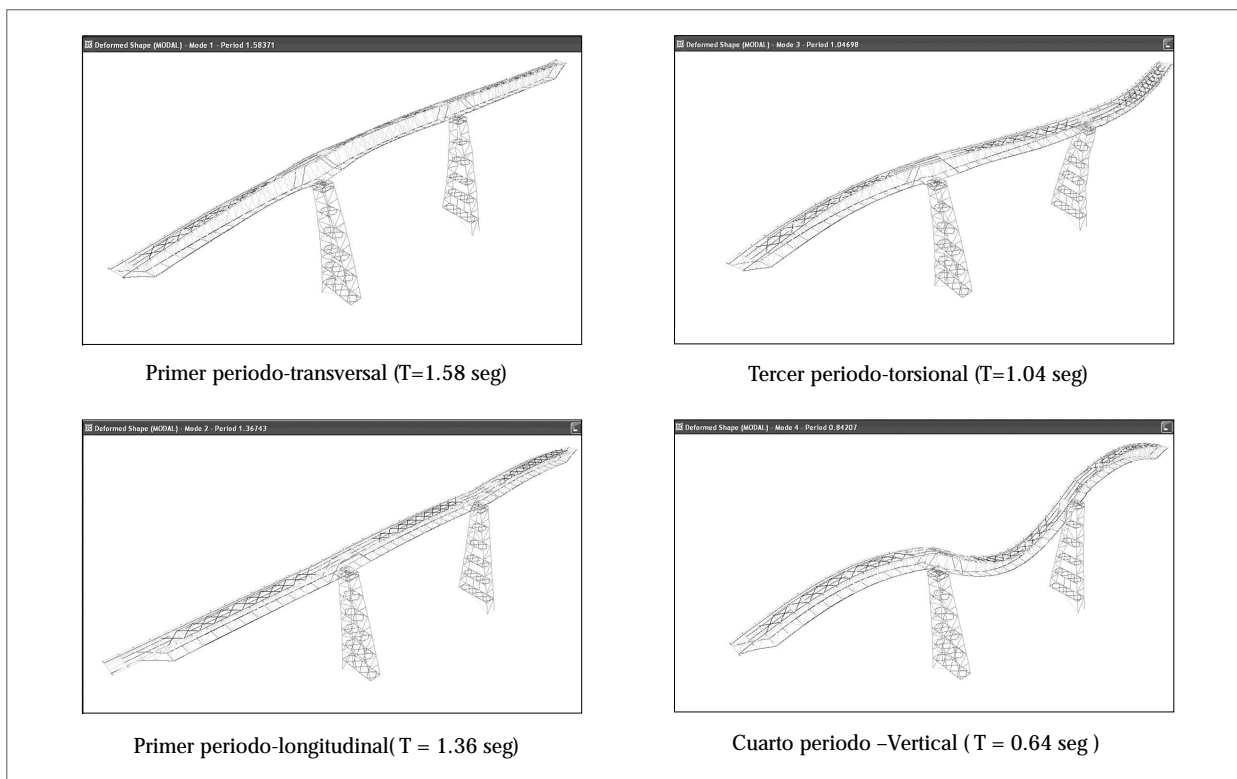 Deformed Shape (MODAL) - Mode 1 - Period 1.58371
Primer periodo-transversal (T=1.58 seg)
Deformed Shape (MODAL) - Mode 3 - Period 1.04698
Tercer periodo-torsional (T=1.04 seg)
Deformed Shape (MODAL) - Mode 2 - Period 1.36743
Primer periodo-longitudinal( T = 1.36 seg)
Deformed Shape (MODAL) - Mode 4 - Period 0.84207
Cuarto periodo –Vertical ( T = 0.64 seg )